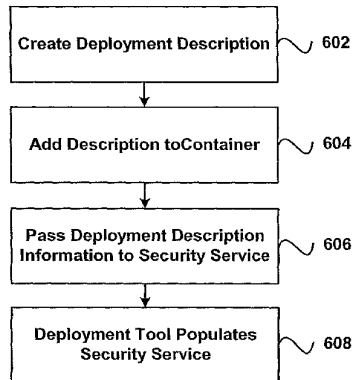 Create Deployment Description
602
Add Description toContainer
604
Pass Deployment Description
Information to Security Service
606
Deployment Tool Populates
Security Service
608